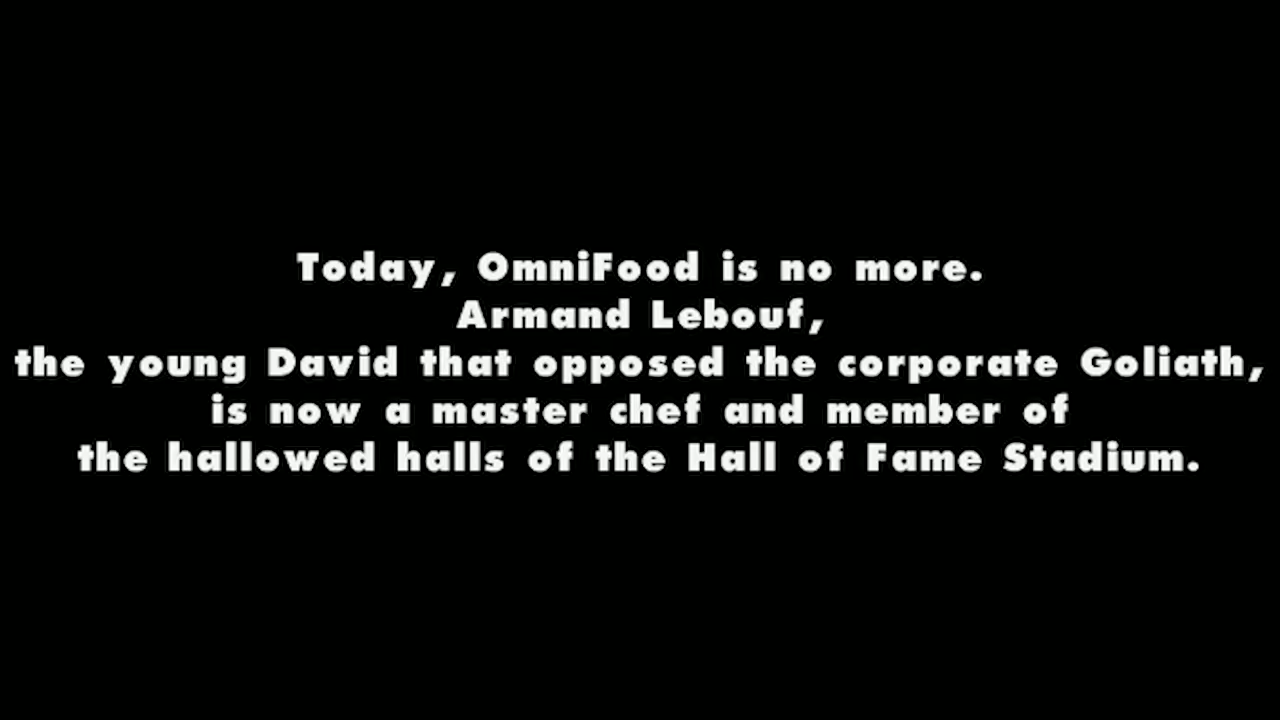 Today, OmniFood is no more.
Armand Lebouf,
the young David that opposed the corporate Goliath,
is now a master chef and member of
the hallowed halls of the Hall of Fame Stadium.